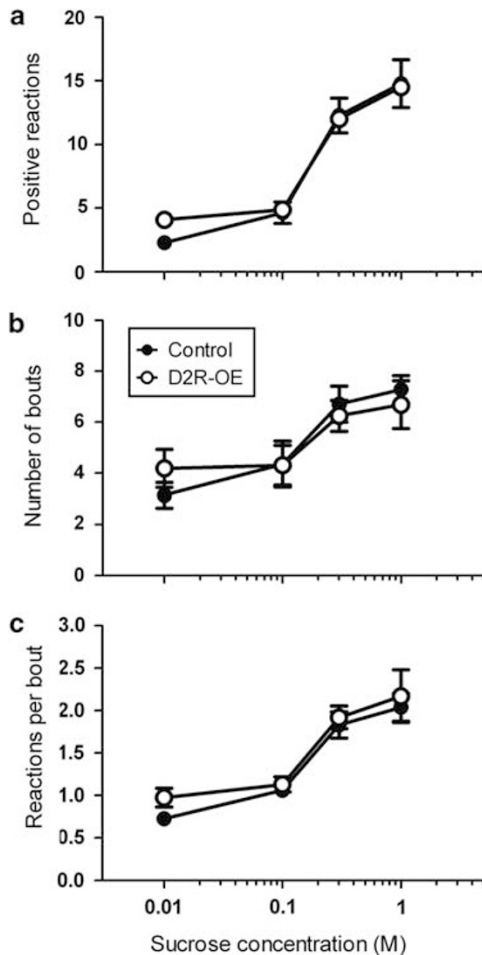 a
Positive reactions
20
15
10
5
0
b
Number of bouts
10
8
6
4
2
0
Control
D2R-OE
c
Reactions per bout
3.0
2.5
2.0
1.5
1.0
0.5
0.0
0.01 0.1 1
Sucrose concentration (M)